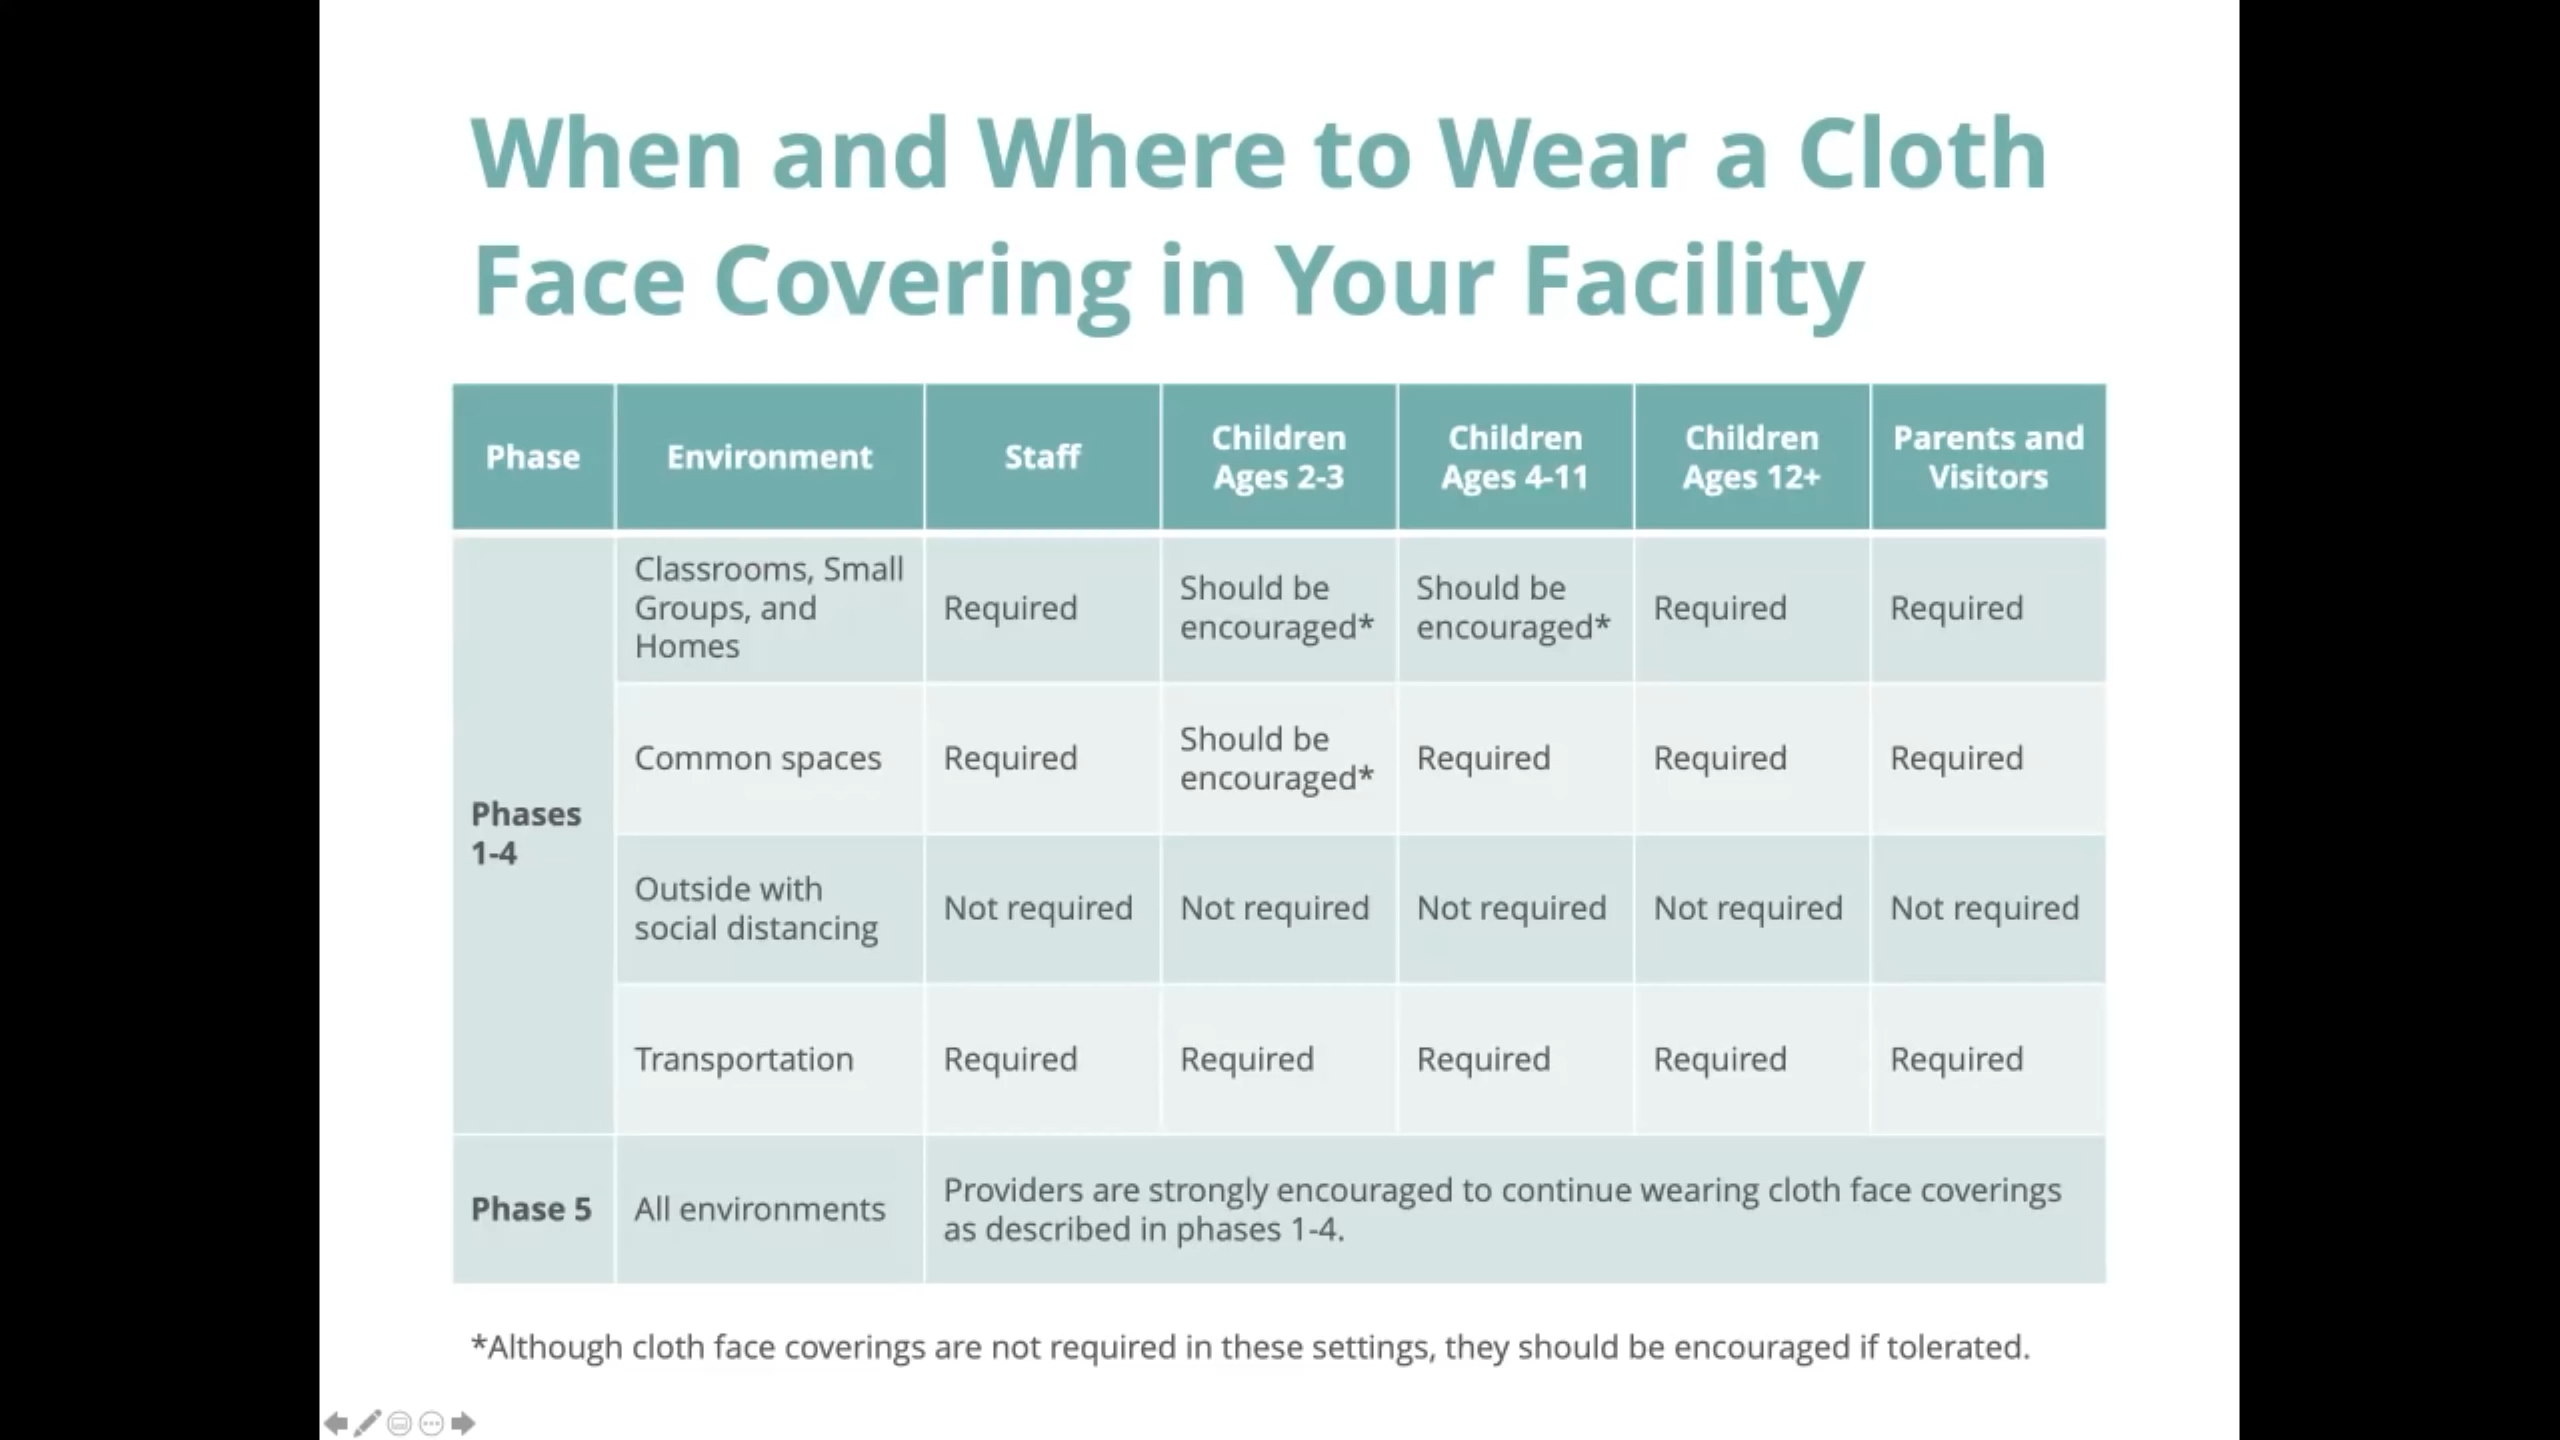 When and Where to Wear a Cloth
Face Covering in Your Facility
Phase
Environment
Staff
Children
Ages 2-3
Children
Ages 4-11
Children
Ages 12+
Parents and
Visitors
Phases
1-4
Classrooms, Small
Groups, and
Homes
Required
Should be
encouraged*
Should be
encouraged*
Required
Required
Common spaces
Required
Should be
encouraged*
Required
Required
Required
Outside with
social distancing
Not required
Not required
Not required
Not required
Not required
Transportation
Required
Required
Required
Required
Required
Phase 5
All environments
Providers are strongly encouraged to continue wearing cloth face coverings
as described in phases 1-4.
*Although cloth face coverings are not required in these settings, they should be encouraged if tolerated.